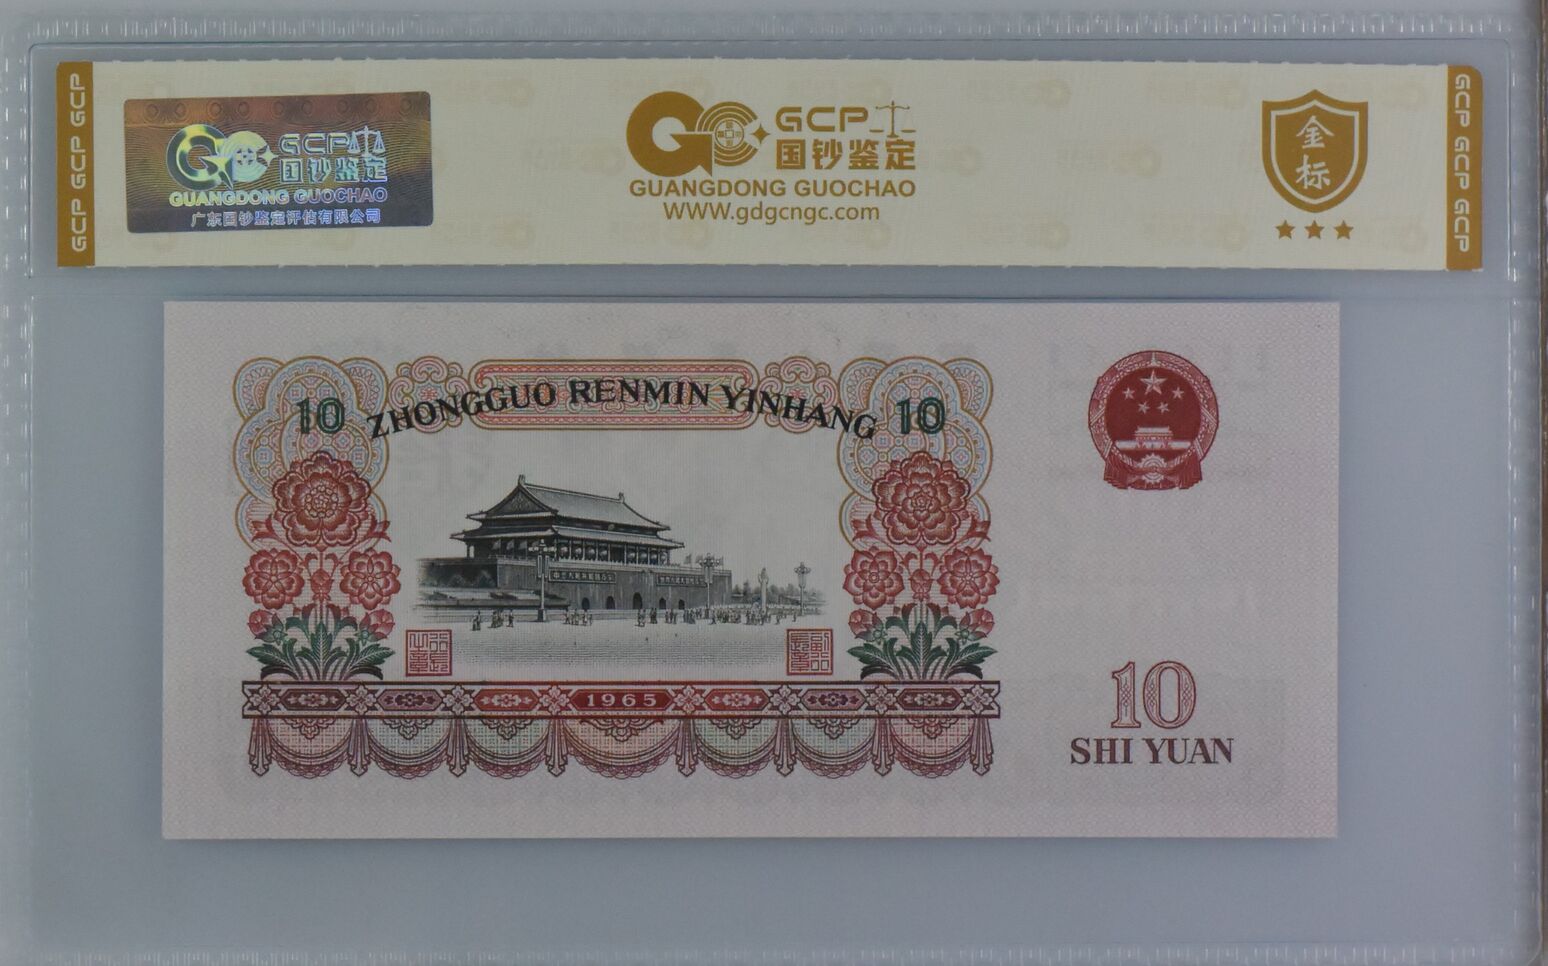 GCP GCP GCP
GCP
国钞鉴定
GUANGDONG GUOCHAO
广东国钞鉴定评估有限公司
GCP
国钞鉴定
GUANGDONG GUOCHAO
WWW.gdgcngc.com
金
标
GCP GCP GCP
10 ZHONGGUO RENMIN YINHANG 10
1965
10
SHI YUAN